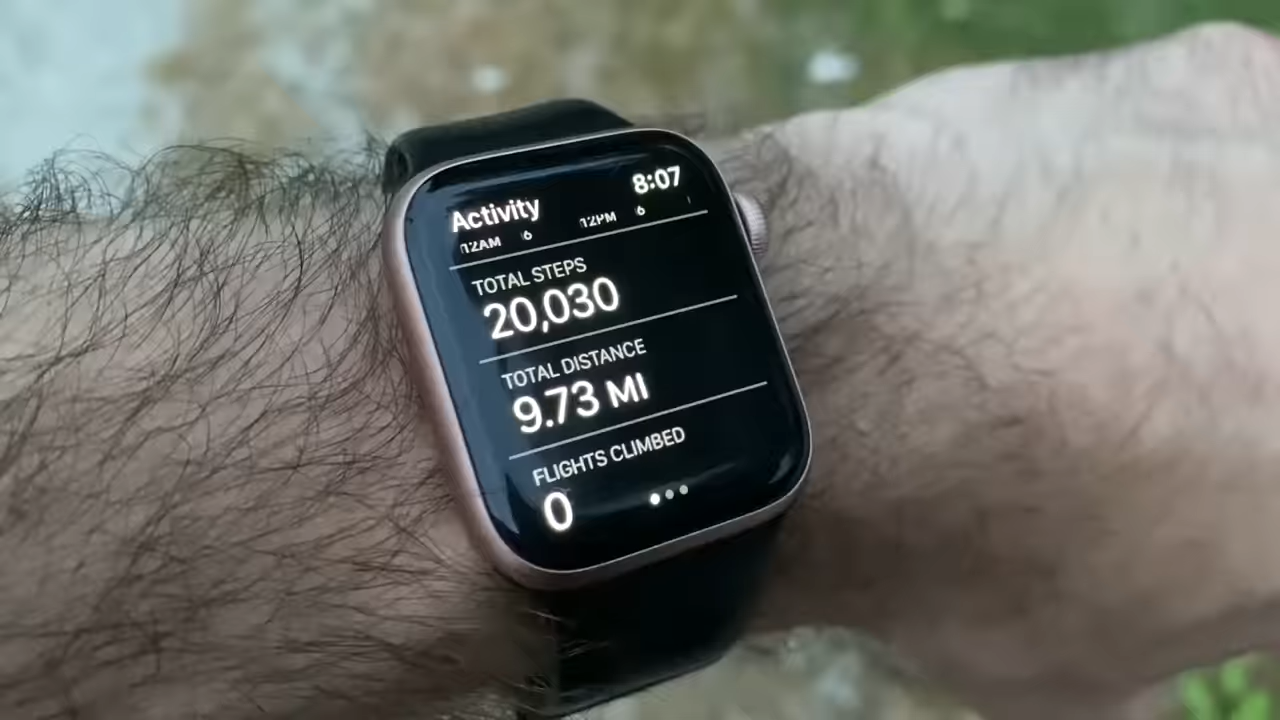 8:07
Activity
12AM 6 12PM 6
TOTAL STEPS
20,030
TOTAL DISTANCE
9.73 MI
FLIGHTS CLIMBED
0